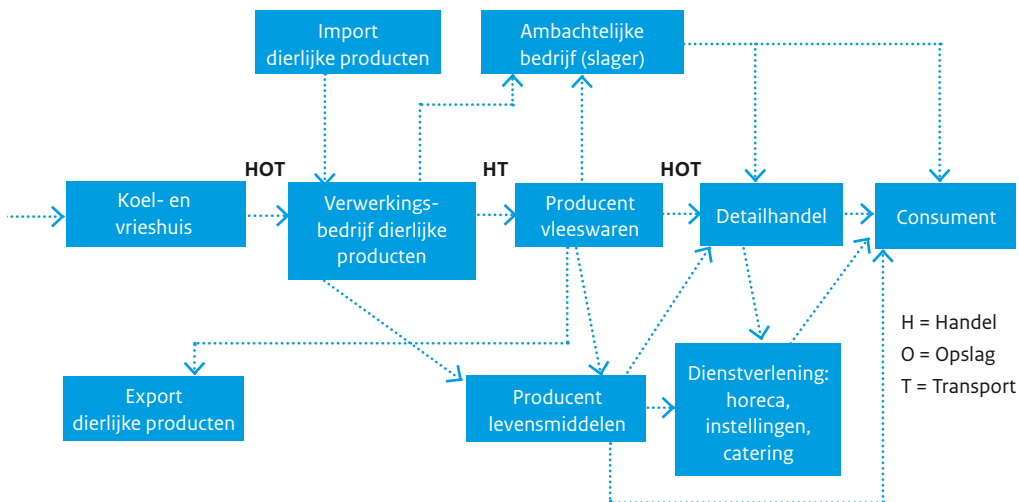 Import
dierlijke producten
Ambachtelijke
bedrijf (slager)
HOT
HT
HOT
Koel- en
vrieshuis
Verwerkings-
bedrijf dierlijke
producten
Producent
vleeswaren
Detailhandel
Consument
H = Handel
O = Opslag
T = Transport
Export
dierlijke producten
Producent
levensmiddelen
Dienstverlening:
horeca,
instellingen,
catering